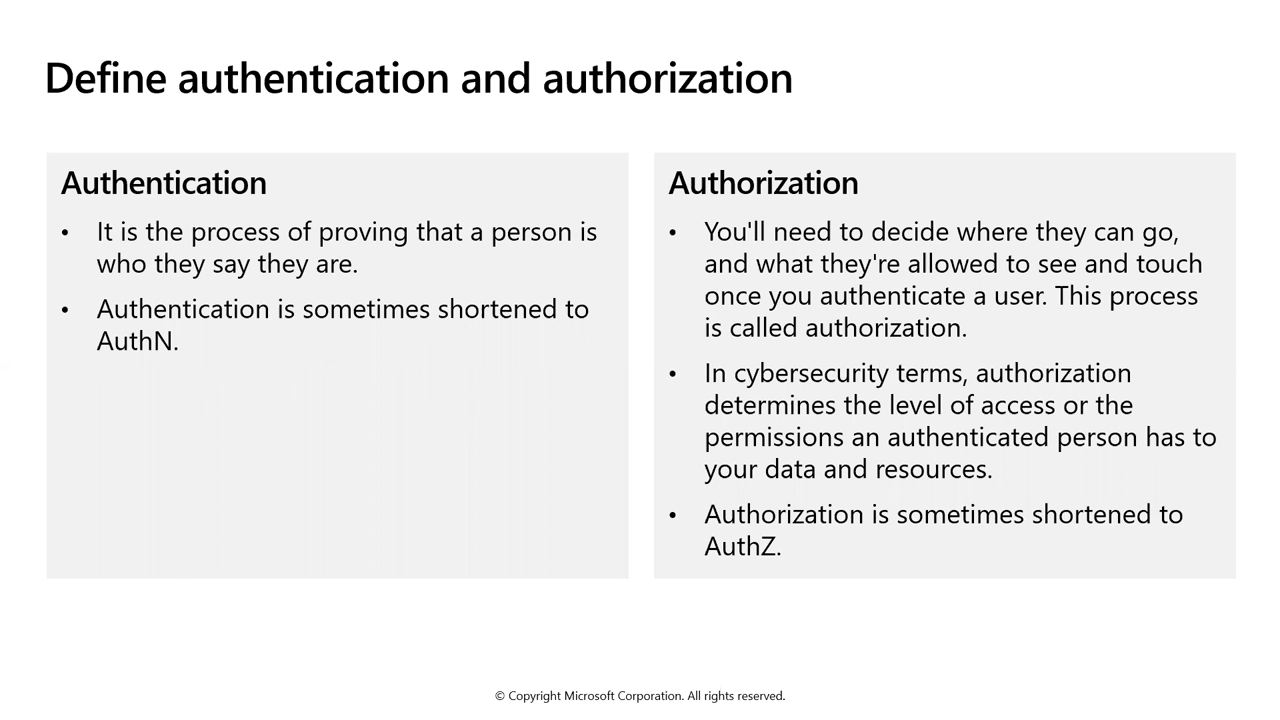 Define authentication and authorization
Authentication
• It is the process of proving that a person is
who they say they are.
• Authentication is sometimes shortened to
AuthN.
Authorization
• You'll need to decide where they can go,
and what they're allowed to see and touch
once you authenticate a user. This process
is called authorization.
• In cybersecurity terms, authorization
determines the level of access or the
permissions an authenticated person has to
your data and resources.
• Authorization is sometimes shortened to
AuthZ.
© Copyright Microsoft Corporation. All rights reserved.